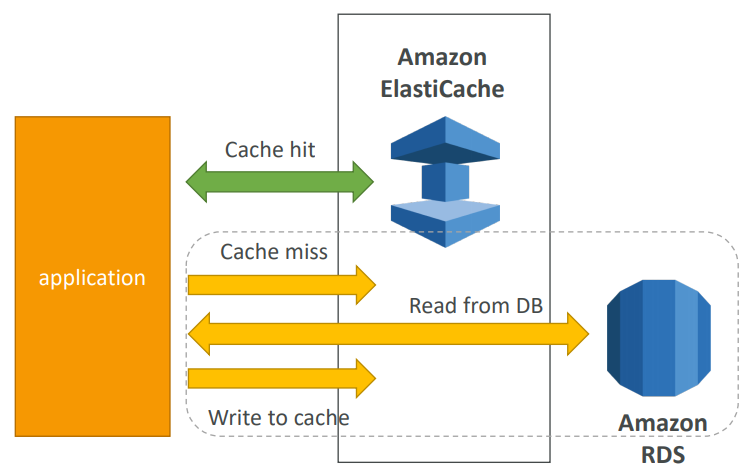 Amazon
ElastiCache
Cache hit
application
Cache miss
Read from DB
Write to cache
Amazon
RDS